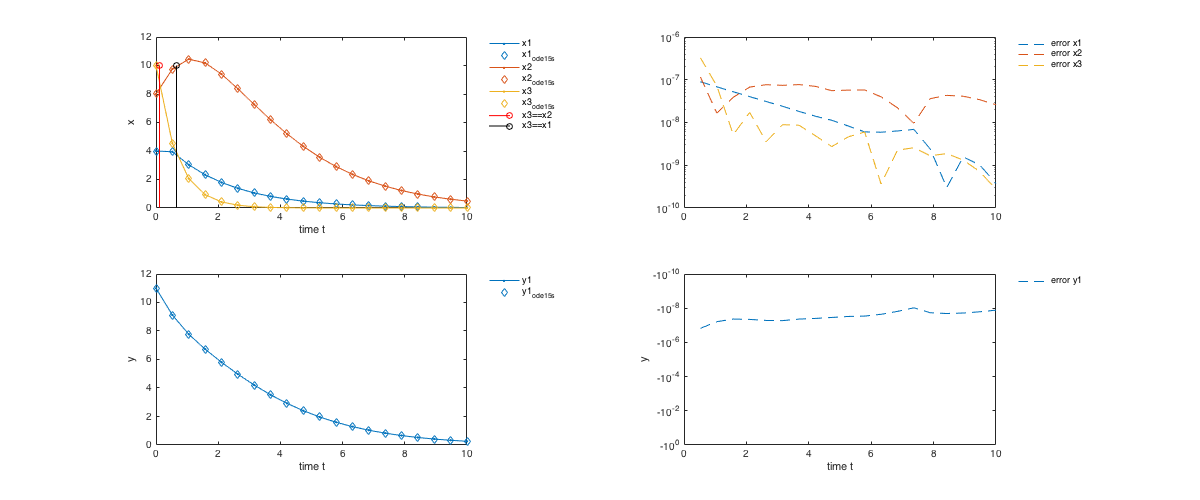 12
10
8
6
4
2
0
x
0
2
4
6
8
10
time t
x1
x1ode15s
x2
x2ode15s
x3
x3ode15s
x3==x2
x3==x1
10-6
10-7
10-8
10-9
10-10
0
2
4
6
8
10
error x1
error x2
error x3
12
10
8
6
4
2
0
y
0
2
4
6
8
10
time t
y1
y1ode15s
-10-10
-10-8
-10-6
-10-4
-10-2
-100
y
0
2
4
6
8
10
time t
error y1